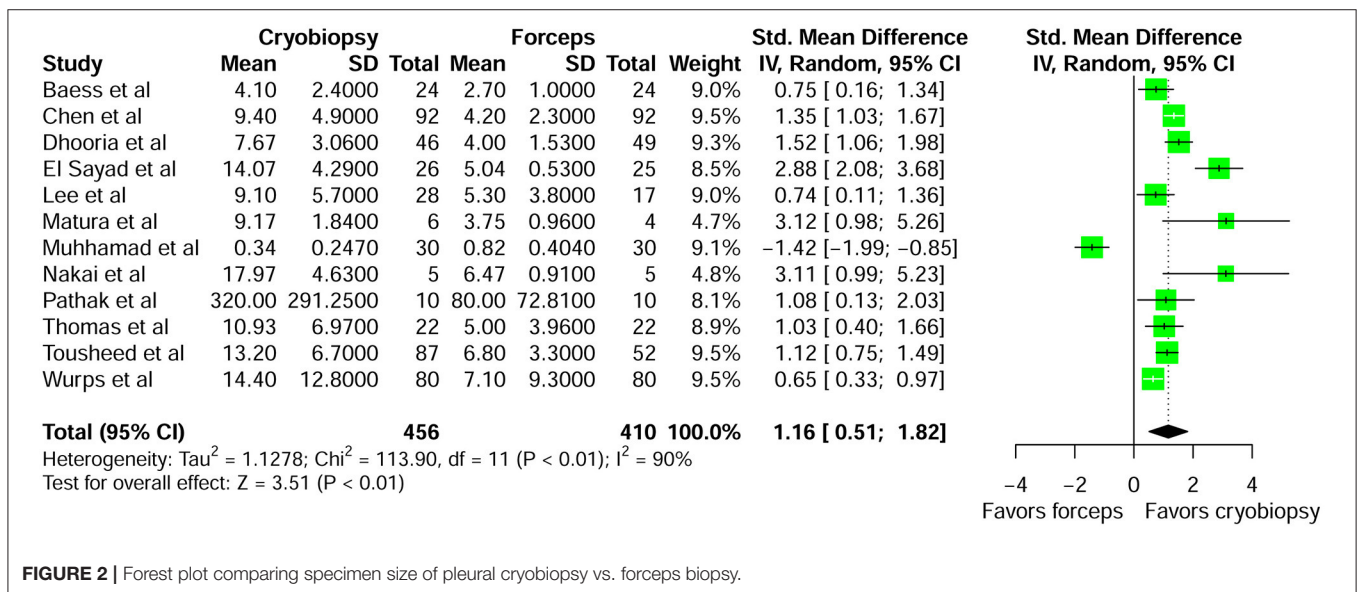 Cryobiopsy Forceps Std. Mean Difference Std. Mean Difference
Study Mean SD Total Mean SD Total Weight IV, Random, 95% CI IV, Random, 95% CI
Baess et al 4.10 2.4000 24 2.70 1.0000 24 9.0% 0.75 [ 0.16; 1.34]
Chen et al 9.40 4.9000 92 4.20 2.3000 92 9.5% 1.35 [ 1.03; 1.67]
Dhooria et al 7.67 3.0600 46 4.00 1.5300 49 9.3% 1.52 [ 1.06; 1.98]
El Sayad et al 14.07 4.2900 26 5.04 0.5300 25 8.5% 2.88 [ 2.08; 3.68]
Lee et al 9.10 5.7000 28 5.30 3.8000 17 9.0% 0.74 [ 0.11; 1.36]
Matura et al 9.17 1.8400 6 3.75 0.9600 4 4.7% 3.12 [ 0.98; 5.26]
Muhhamad et al 0.34 0.2470 30 0.82 0.4040 30 9.1% −1.42 [−1.99; −0.85]
Nakai et al 17.97 4.6300 5 6.47 0.9100 5 4.8% 3.11 [ 0.99; 5.23]
Pathak et al 320.00 291.2500 10 80.00 72.8100 10 8.1% 1.08 [ 0.13; 2.03]
Thomas et al 10.93 6.9700 22 5.00 3.9600 22 8.9% 1.03 [ 0.40; 1.66]
Tousheed et al 13.20 6.7000 87 6.80 3.3000 52 9.5% 1.12 [ 0.75; 1.49]
Wurps et al 14.40 12.8000 80 7.10 9.3000 80 9.5% 0.65 [ 0.33; 0.97]
Total (95% CI) 456 410 100.0% 1.16 [ 0.51; 1.82]
Heterogeneity: Tau² = 1.1278; Chi² = 113.90, df = 11 (P < 0.01); I² = 90%
Test for overall effect: Z = 3.51 (P < 0.01)
−4 −2 0 2 4
Favors forceps Favors cryobiopsy
FIGURE 2 | Forest plot comparing specimen size of pleural cryobiopsy vs. forceps biopsy.